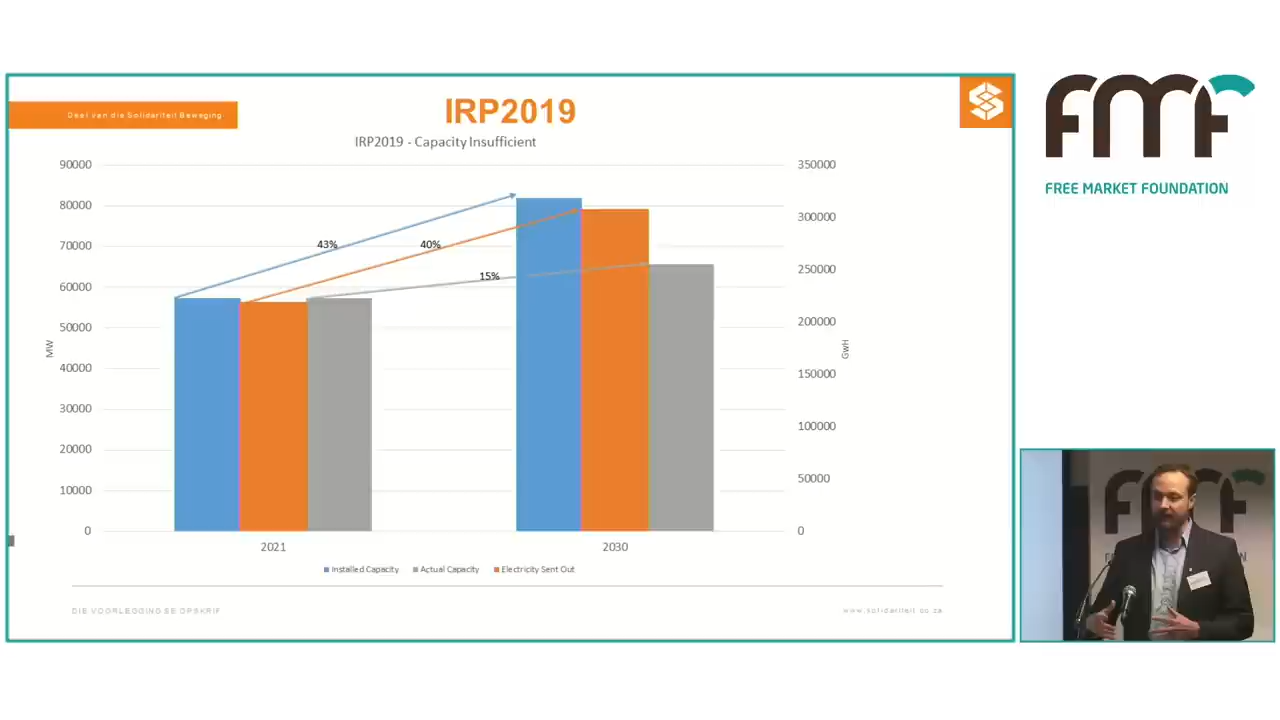 Deel van die Solidariteit Beweging
IRP2019
IRP2019 - Capacity Insufficient
90000
80000
70000
60000
50000
40000
30000
20000
10000
0
MW
350000
300000
250000
200000
150000
100000
50000
0
GwH
43%
40%
15%
2021
2030
Installed Capacity
Actual Capacity
Electricity Sent Out
DIE VOORLEGGING SE OPSKRIF
www.solidariteit.co.za
FMF
FREE MARKET FOUNDATION
FMF